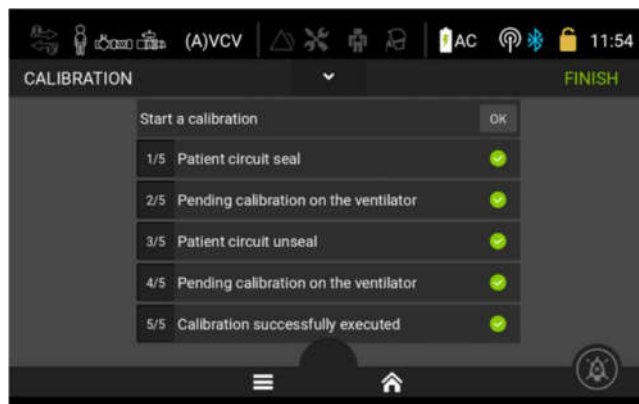 (A)VCV AC 11:54
CALIBRATION FINISH
Start a calibration OK
1/5 Patient circuit seal
2/5 Pending calibration on the ventilator
3/5 Patient circuit unseal
4/5 Pending calibration on the ventilator
5/5 Calibration successfully executed